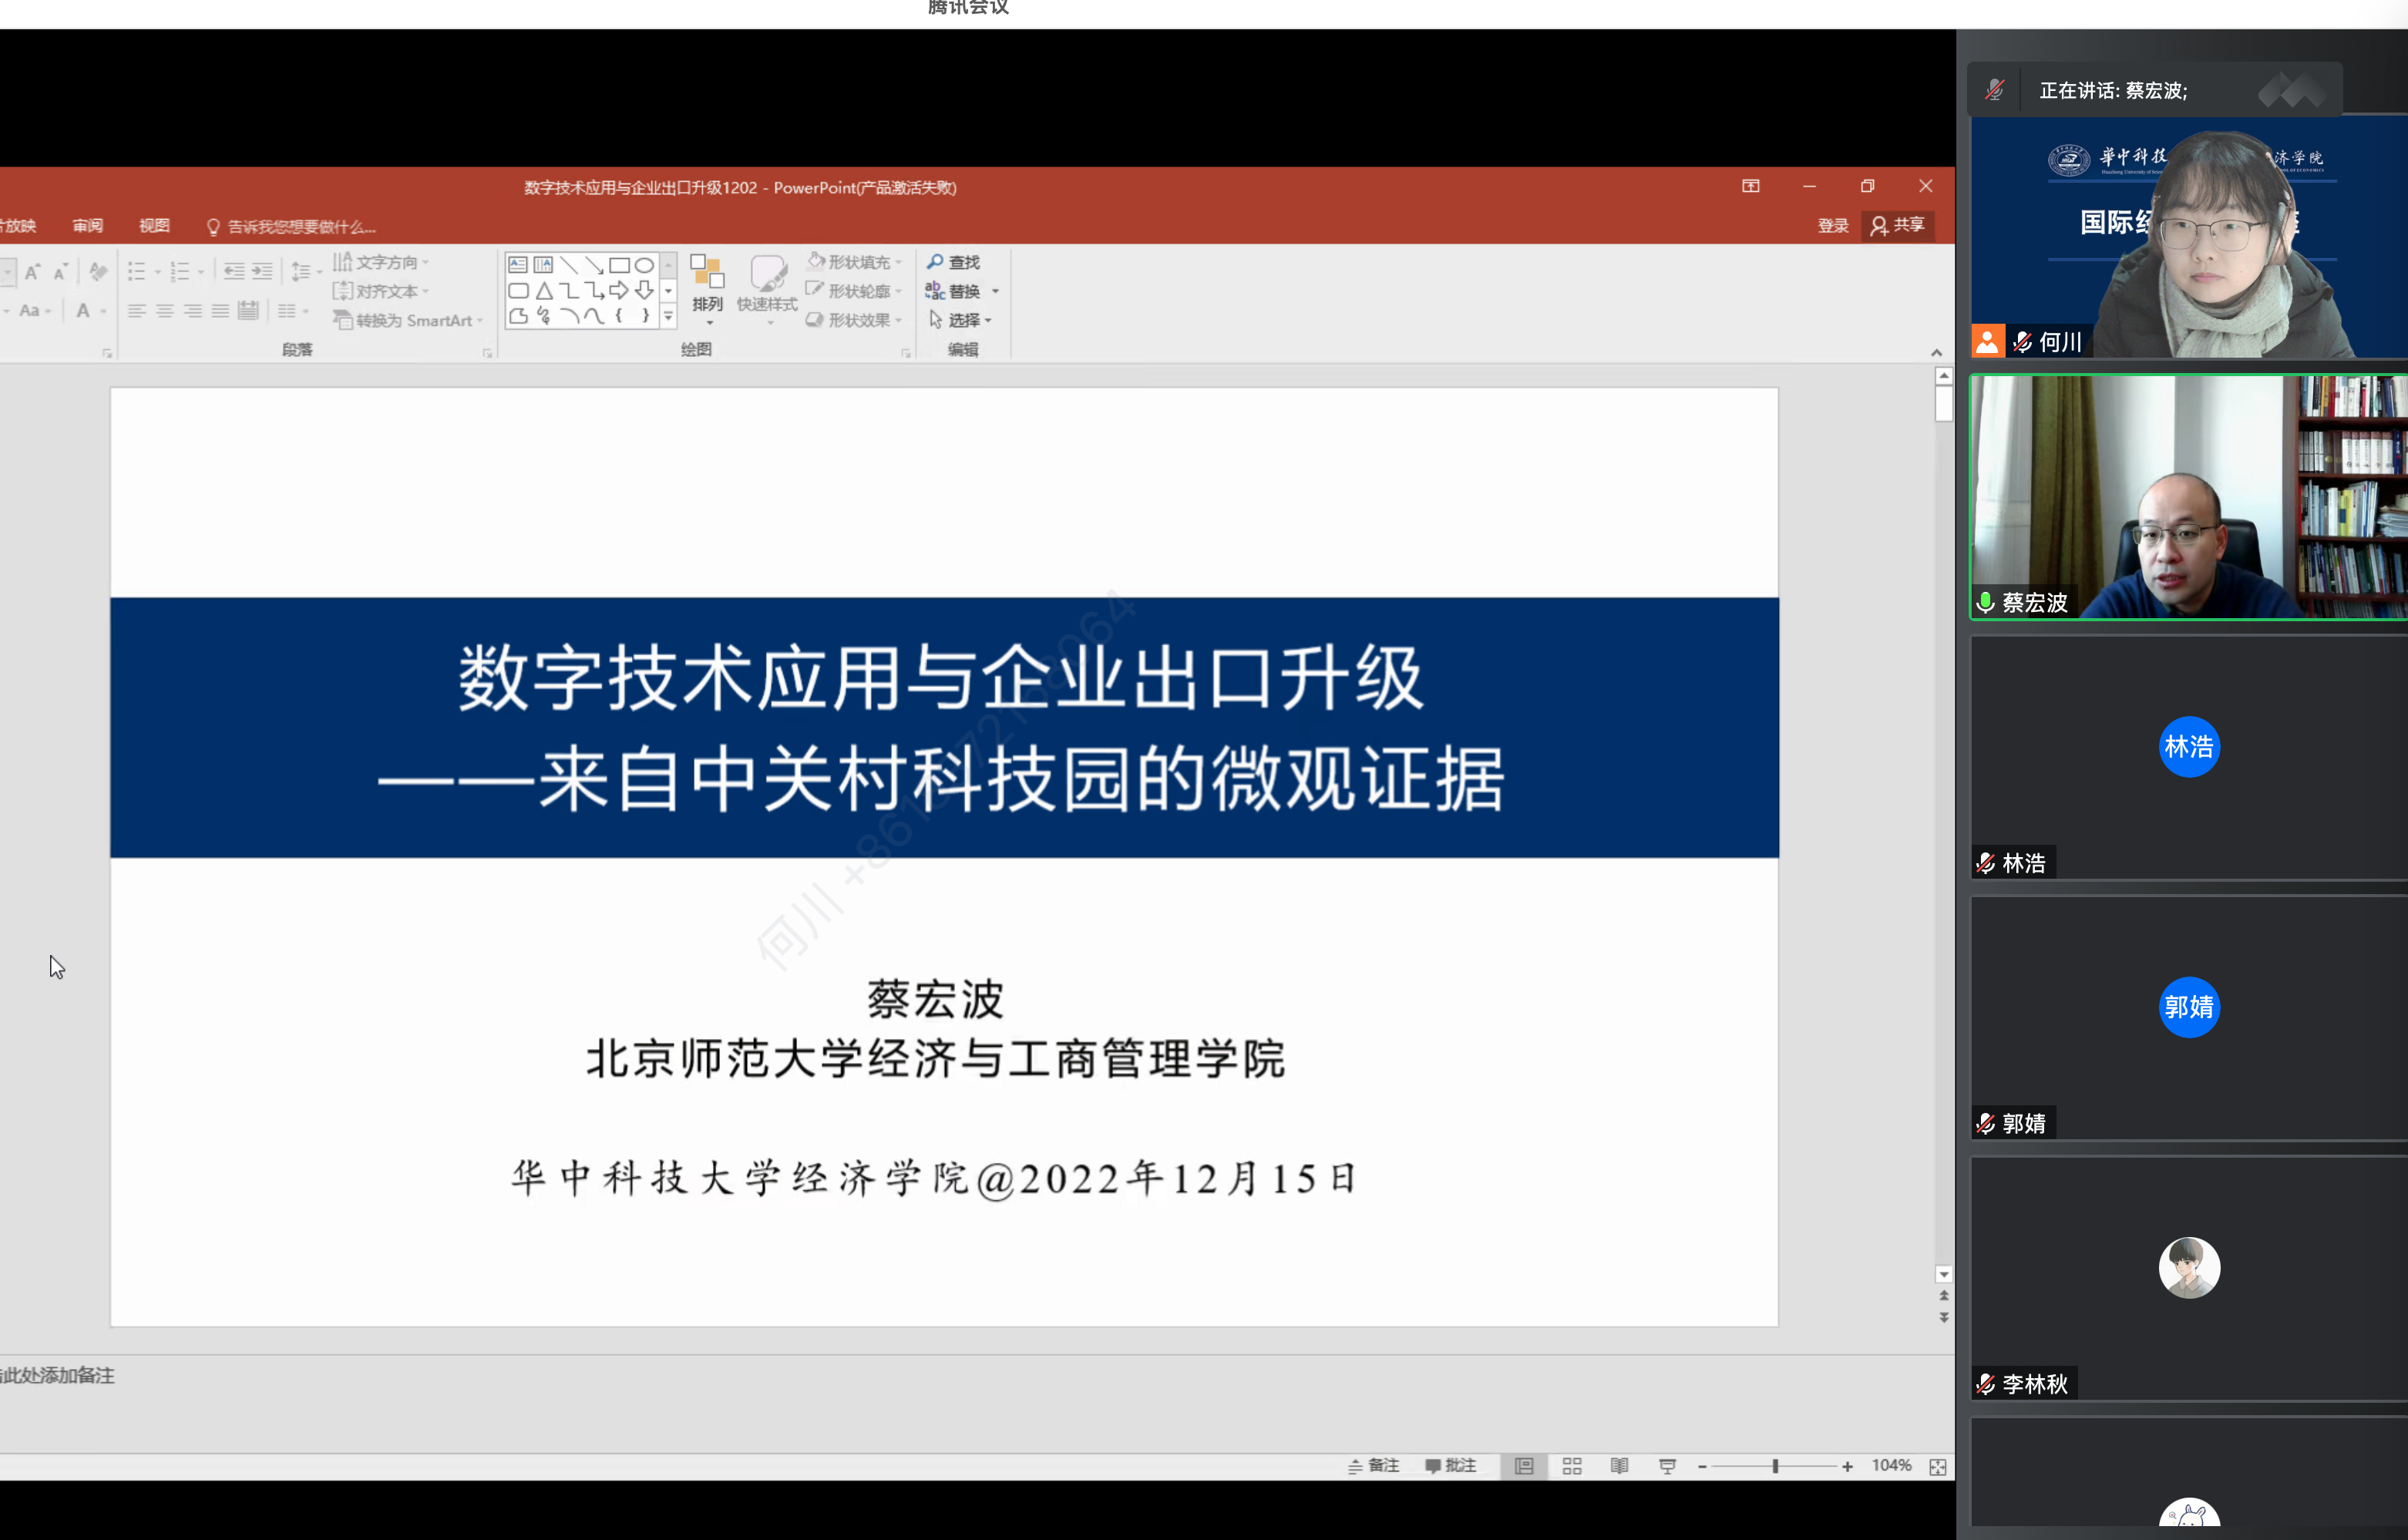 腾讯会议
数字技术应用与企业出口升级1202 - PowerPoint(产品激活失败)
放映 审阅 视图 告诉我您想要做什么...
登录 共享
文字方向
对齐文本
转换为 SmartArt
段落
排列
快速样式
形状填充
形状轮廓
形状效果
绘图
查找
替换
选择
编辑
数字技术应用与企业出口升级
——来自中关村科技园的微观证据
蔡宏波
北京师范大学经济与工商管理学院
华中科技大学经济学院@2022年12月15日
此处添加备注
备注 批注 104%
正在讲话: 蔡宏波;
華中科技
济学院
国际经
何川
蔡宏波
林浩
林浩
郭婧
郭婧
李林秋